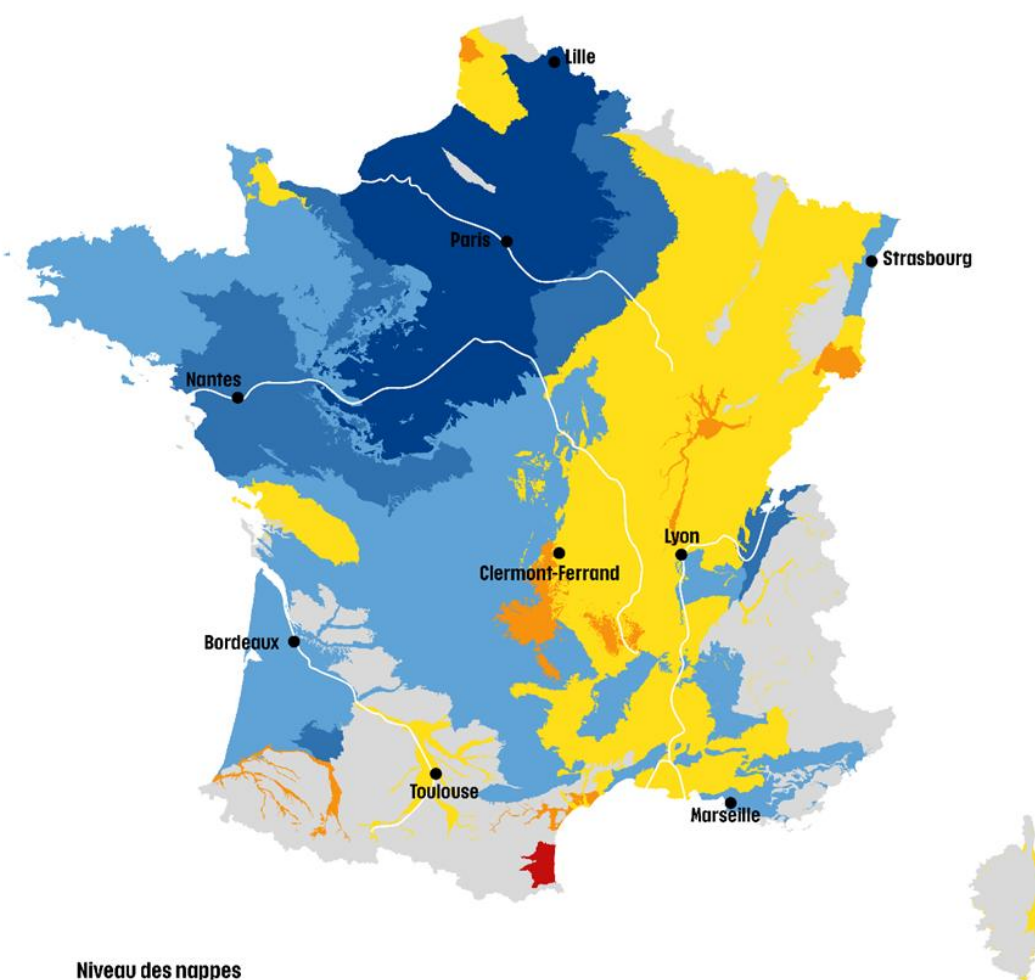 Lille
Paris
Strasbourg
Nantes
Lyon
Clermont-Ferrand
Bordeaux
Toulouse
Marseille
Niveau des nappes